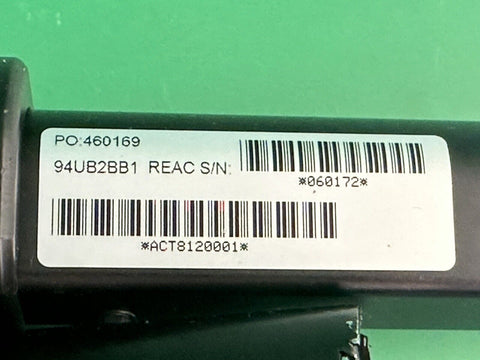 PO:460169
94UB2BB1 REAC S/N:
*060172*
*ACT8120001*